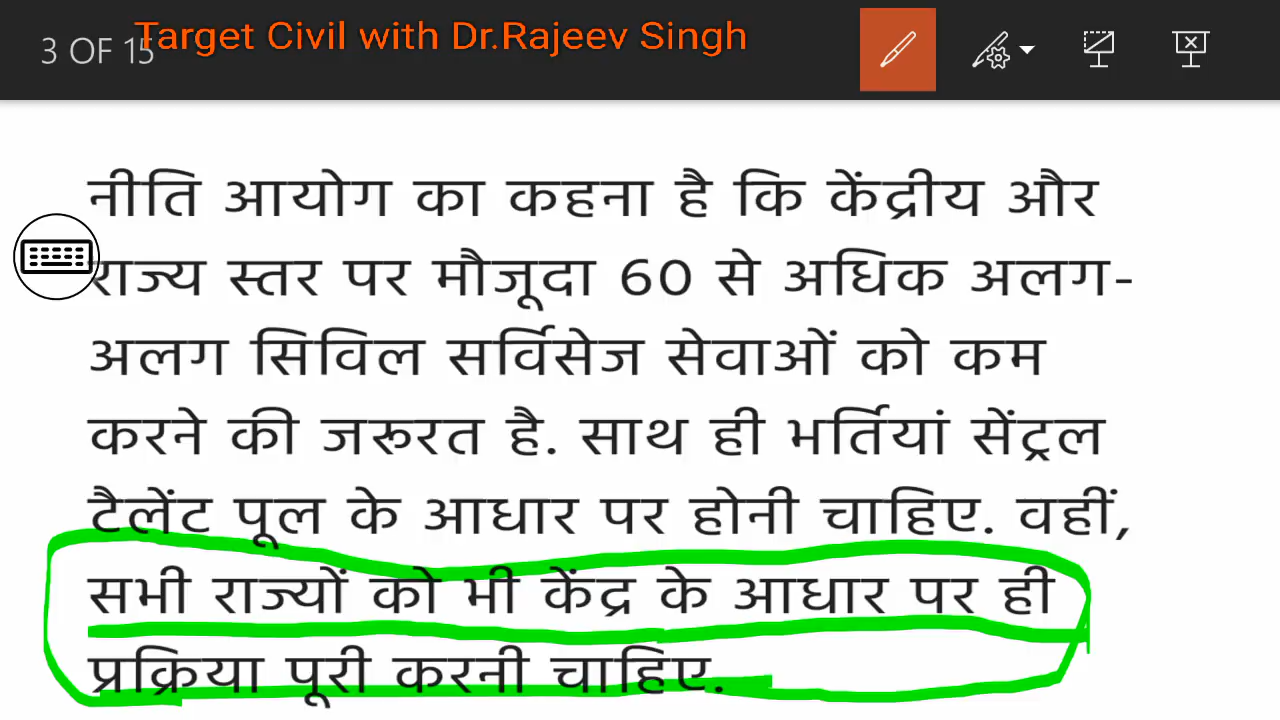 Target Civil with Dr.Rajeev Singh
3 OF 15
नीति आयोग का कहना है कि केंद्रीय और
राज्य स्तर पर मौजूदा 60 से अधिक अलग-
अलग सिविल सर्विसेज सेवाओं को कम
करने की जरूरत है. साथ ही भर्तियां सेंट्रल
टैलेंट पूल के आधार पर होनी चाहिए. वहीं,
सभी राज्यों को भी केंद्र के आधार पर ही
प्रक्रिया पूरी करनी चाहिए.